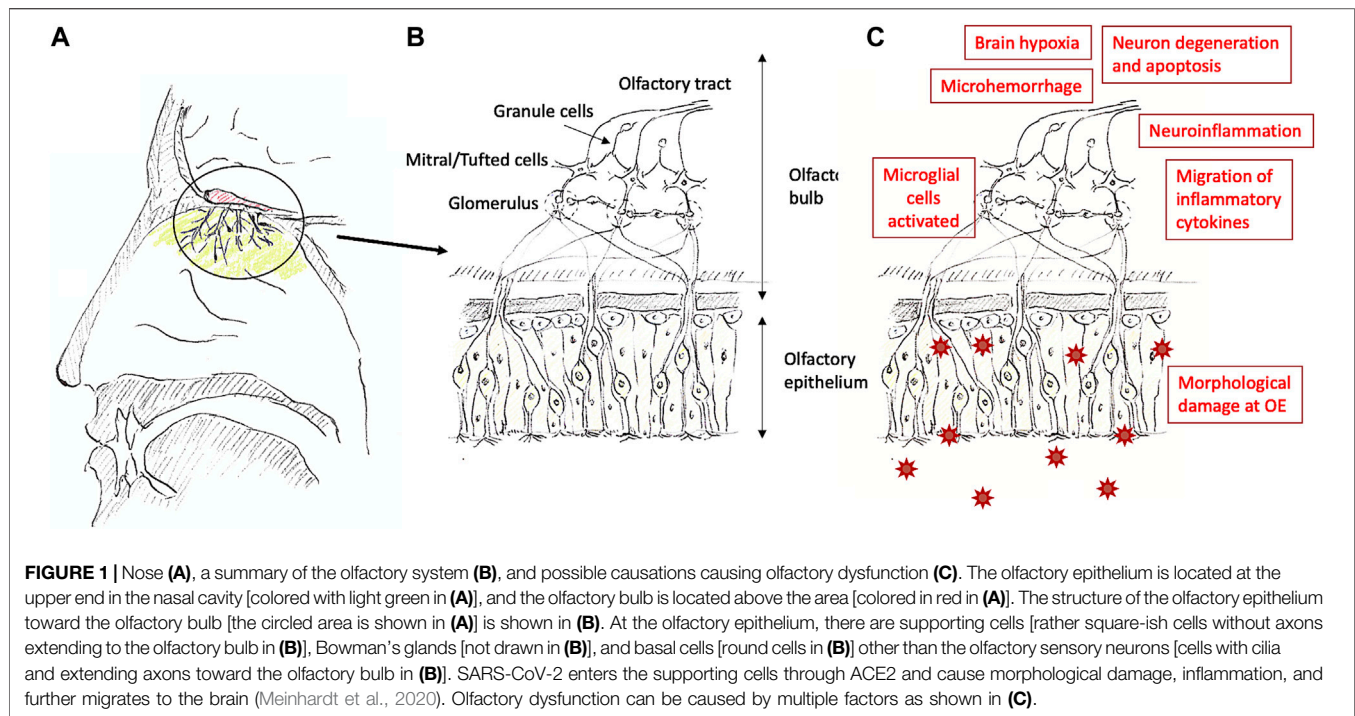 A
B
C
Brain hypoxia
Neuron degeneration
and apoptosis
Olfactory tract
Microhemorrhage
Granule cells
Neuroinflammation
Mitral/Tufted cells
Olfacto
bulb
Microglial
cells
activated
Migration of
inflammatory
cytokines
Glomerulus
Olfactory
epithelium
Morphological
damage at OE
FIGURE 1 | Nose (A), a summary of the olfactory system (B), and possible causations causing olfactory dysfunction (C). The olfactory epithelium is located at the
upper end in the nasal cavity [colored with light green in (A)], and the olfactory bulb is located above the area [colored in red in (A)]. The structure of the olfactory epithelium
toward the olfactory bulb [the circled area is shown in (A)] is shown in (B). At the olfactory epithelium, there are supporting cells [rather square-ish cells without axons
extending to the olfactory bulb in (B)], Bowman's glands [not drawn in (B)], and basal cells [round cells in (B)] other than the olfactory sensory neurons [cells with cilia
and extending axons toward the olfactory bulb in (B)]. SARS-CoV-2 enters the supporting cells through ACE2 and cause morphological damage, inflammation, and
further migrates to the brain (Meinhardt et al., 2020). Olfactory dysfunction can be caused by multiple factors as shown in (C).